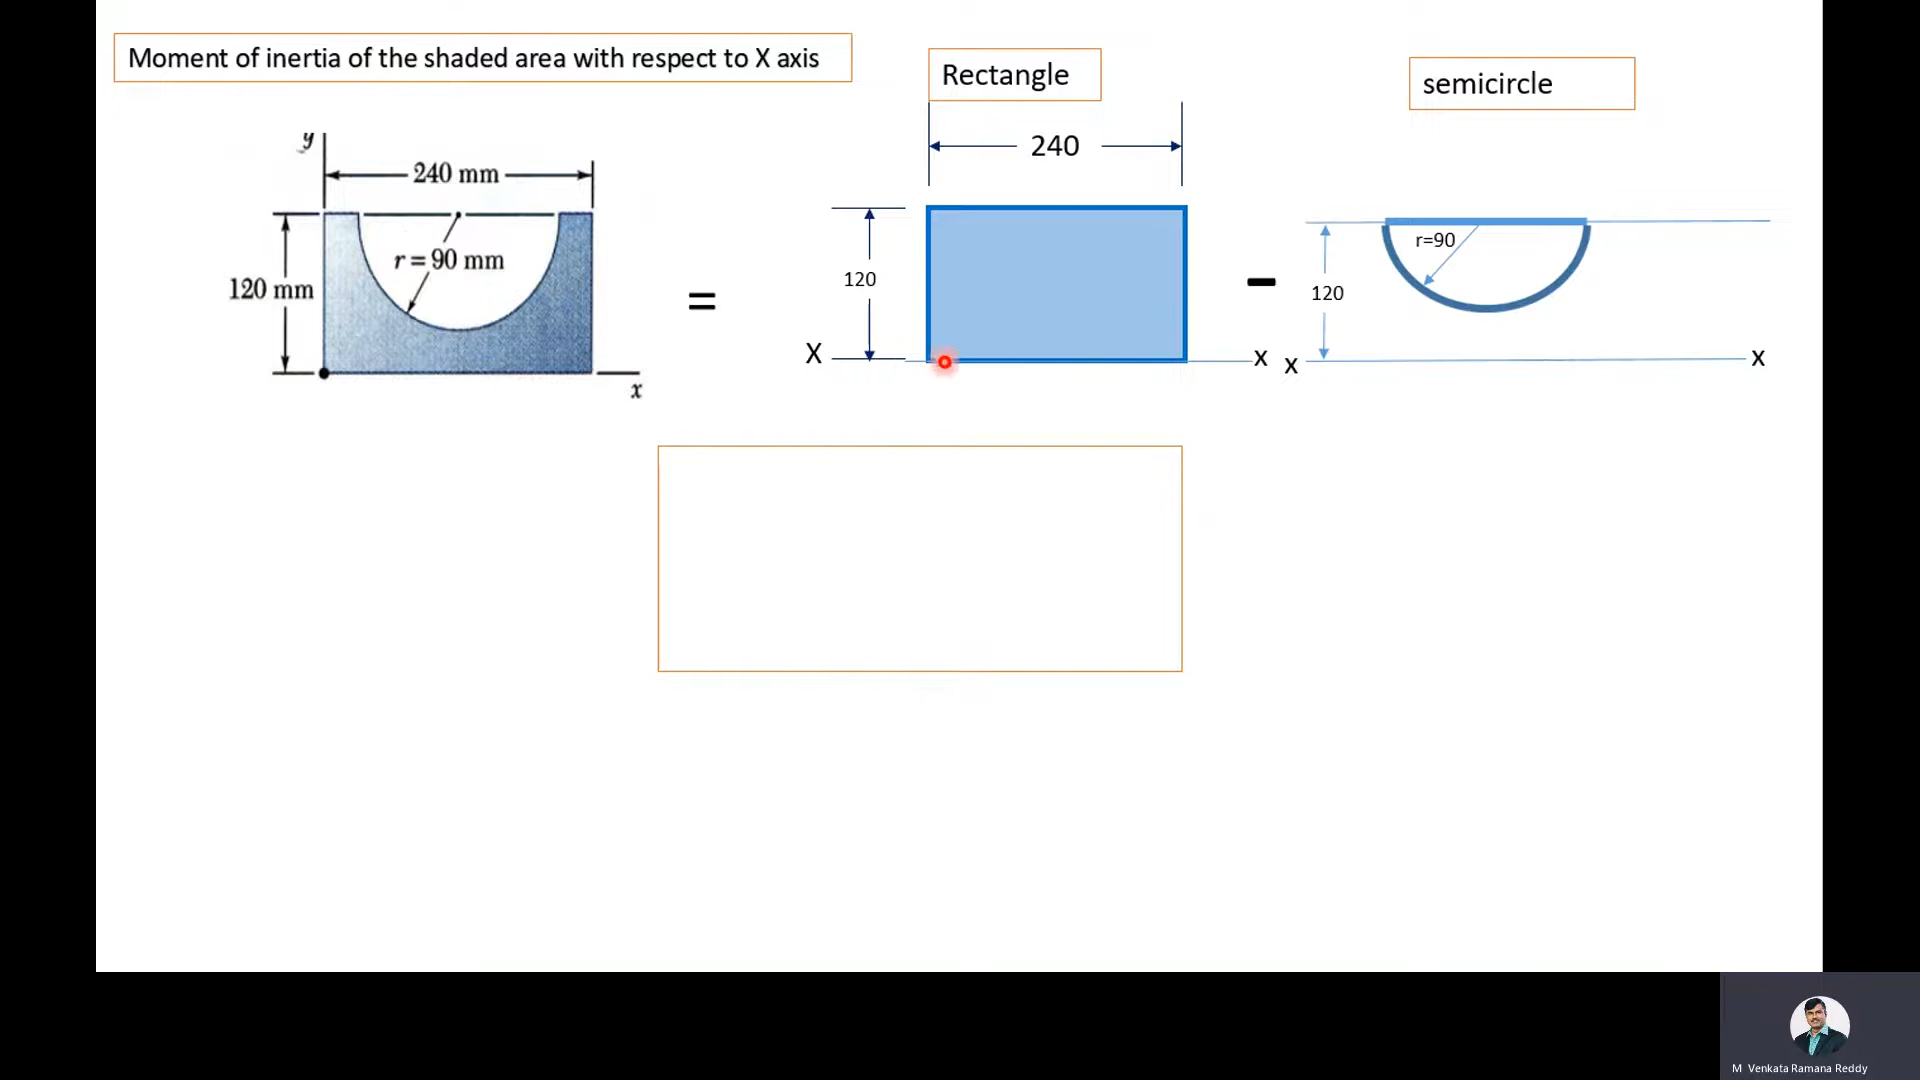 Moment of inertia of the shaded area with respect to X axis
Rectangle
semicircle
y
240 mm
r = 90 mm
120 mm
x
=
240
120
X
x
-
r=90
120
x
x
M Venkata Ramana Reddy